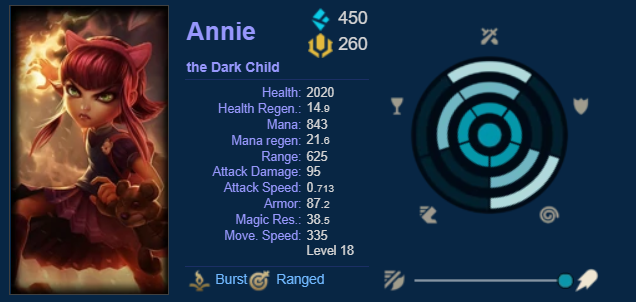 Annie
450
260
the Dark Child
Health: 2020
Health Regen.: 14.9
Mana: 843
Mana regen: 21.6
Range: 625
Attack Damage: 95
Attack Speed: 0.713
Armor: 87.2
Magic Res.: 38.5
Move. Speed: 335
Level 18
Burst Ranged